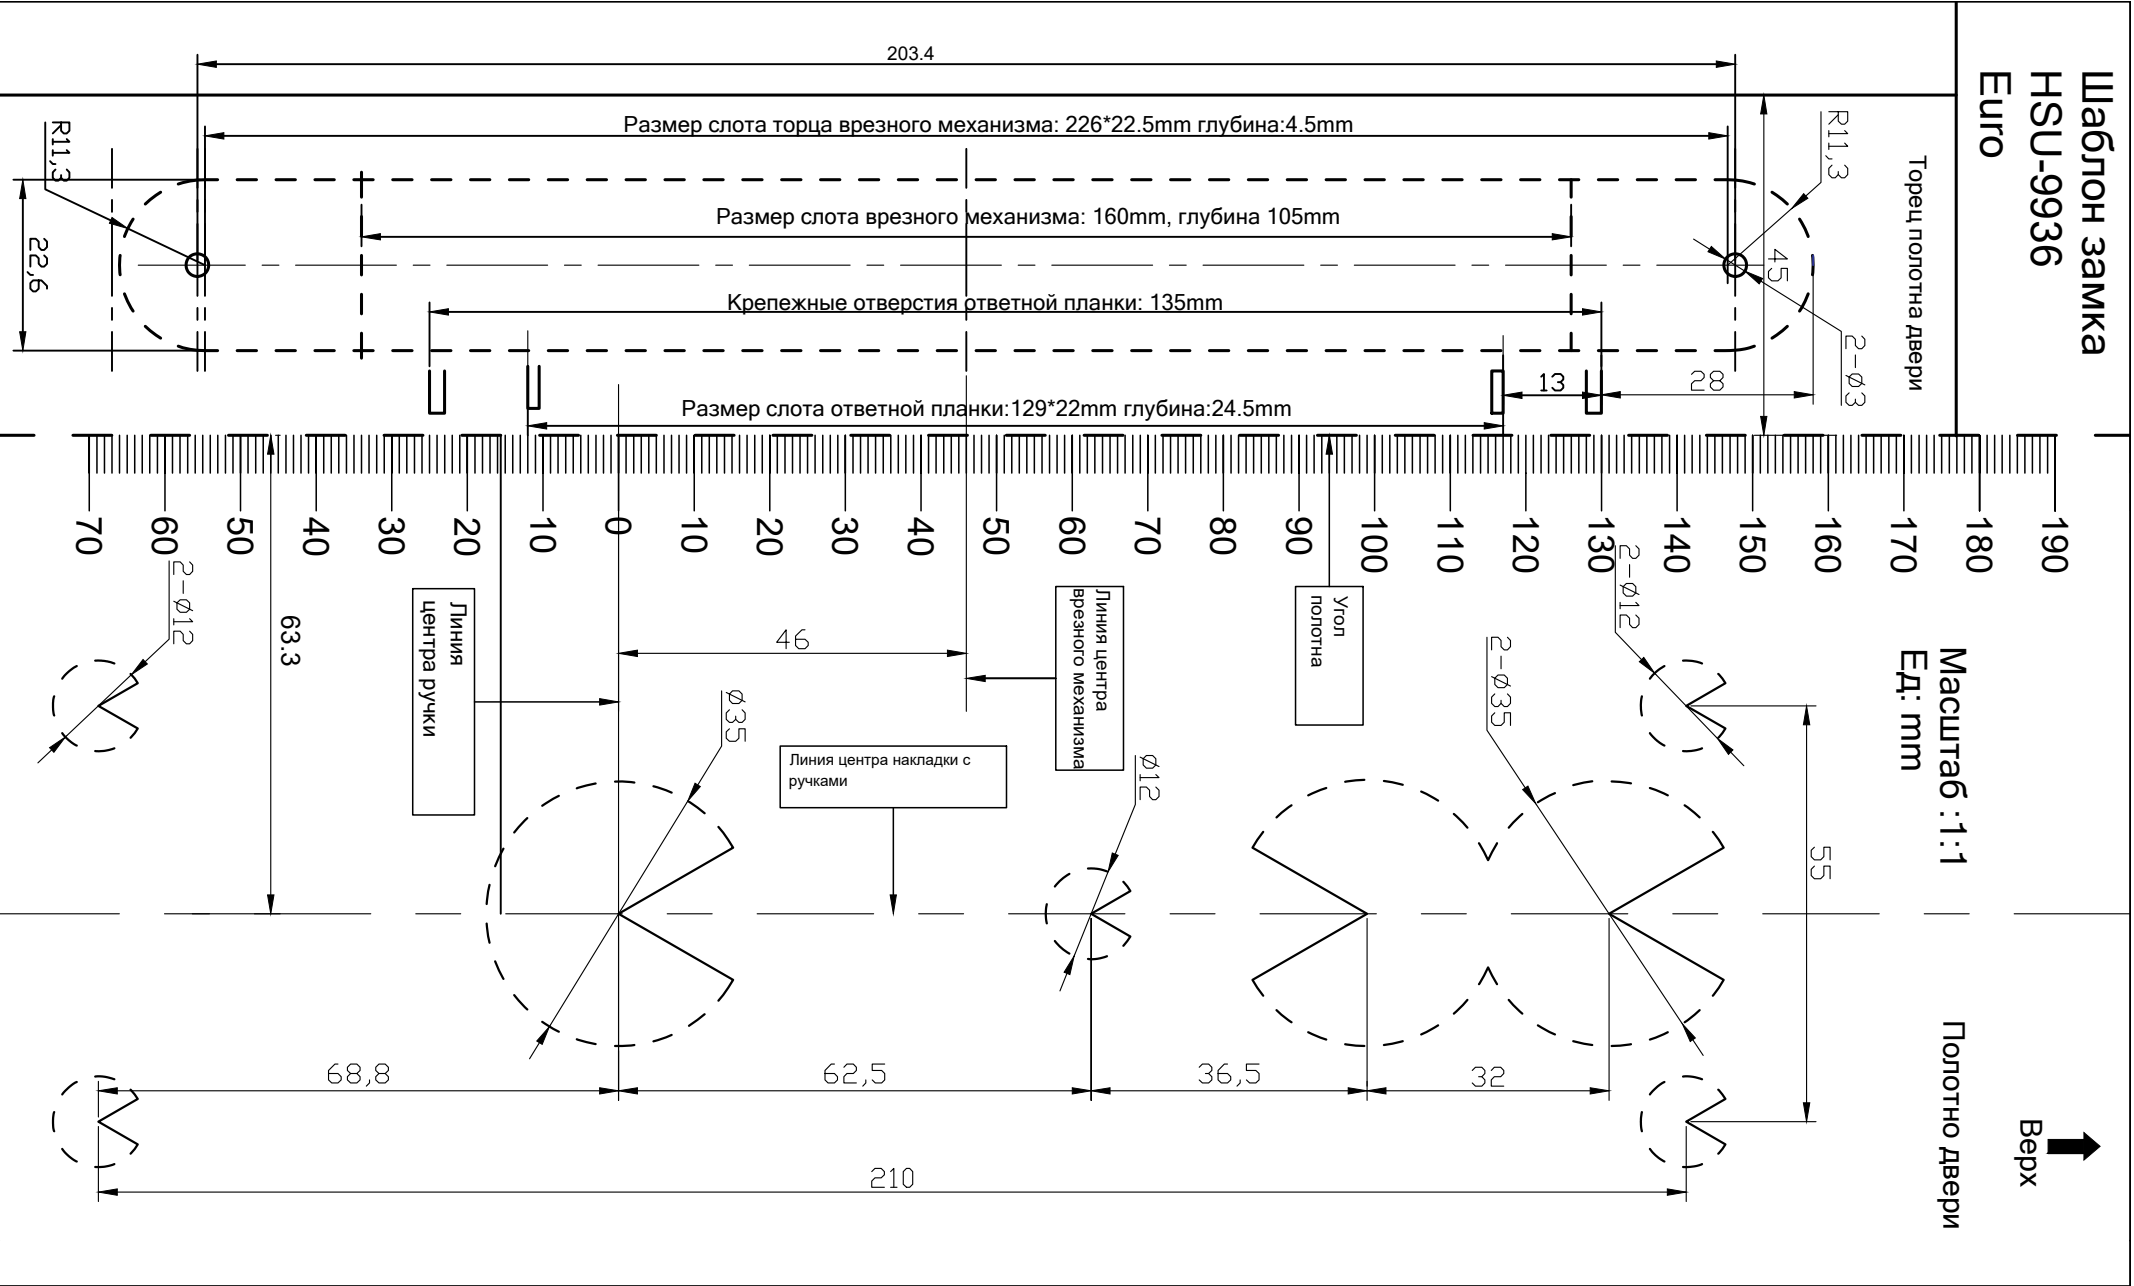 Шаблон замка
HSU-9936
Euro
Торец полотна двери
203.4
Размер слота торца врезного механизма: 226*22.5mm глубина:4.5mm
R11,3
R11,3
Размер слота врезного механизма: 160mm, глубина 105mm
45
22,6
Крепежные отверстия ответной планки: 135mm
2-Ø3
13
28
Размер слота ответной планки:129*22mm глубина:24.5mm
70
60
50
40
30
20
10
0
10
20
30
40
50
60
70
80
90
100
110
120
130
140
150
160
170
180
190
2-Ø12
63.3
Линия
центра ручки
46
Линия центра
врезного механизма
Угол
полотна
2-Ø12
2-Ø35
Масштаб :1:1
Ед: mm
Ø35
Линия центра накладки с
ручками
Ø12
55
68,8
62,5
36,5
32
210
Полотно двери
Верх